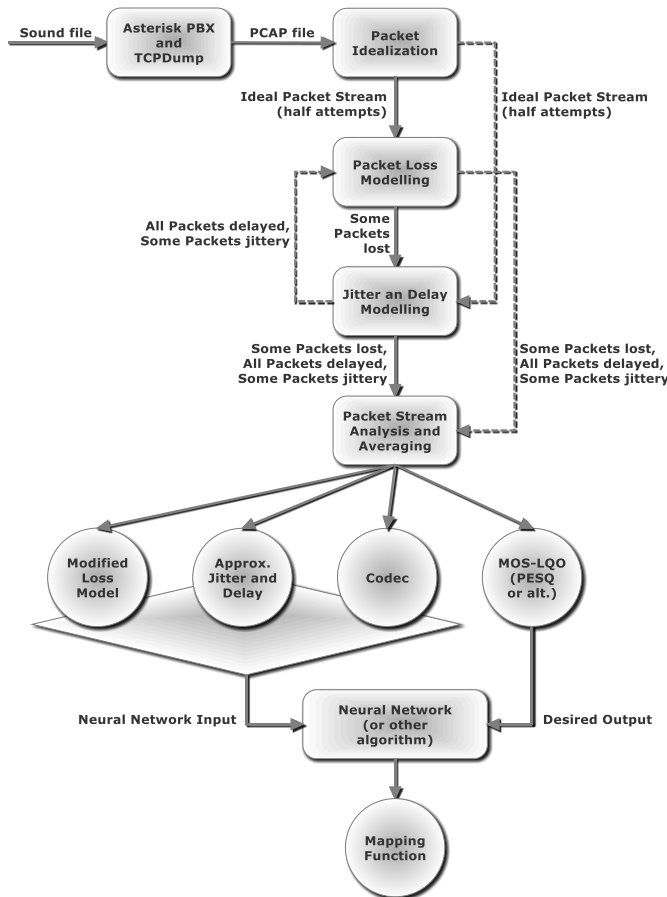 Sound file
Asterisk PBX
and
TCPDump
PCAP file
Packet
Idealization
Ideal Packet Stream
(half attempts)
Ideal Packet Stream
(half attempts)
Packet Loss
Modelling
All Packets delayed,
Some Packets jittery
Some
Packets
lost
Jitter an Delay
Modelling
Some Packets lost,
All Packets delayed,
Some Packets jittery
Some Packets lost,
All Packets delayed,
Some Packets jittery
Packet Stream
Analysis and
Averaging
Modified
Loss
Model
Approx.
Jitter and
Delay
Codec
MOS-LQO
(PESQ
or alt.)
Neural Network Input
Neural Network
(or other
algorithm)
Desired Output
Mapping
Function